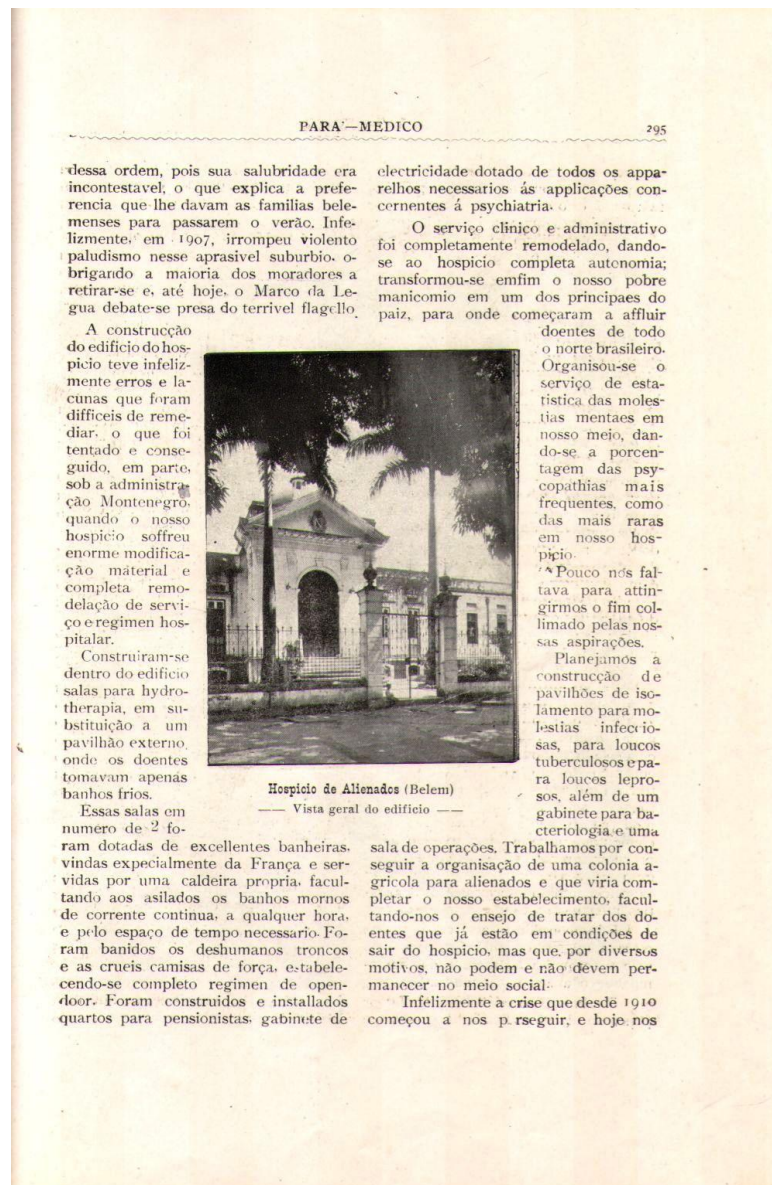 PARA'—MEDICO
295
dessa ordem, pois sua salubridade era
incontestavel; o que explica a prefe-
rencia que lhe davam as familias bele-
menses para passarem o verão. Infe-
lizmente, em 1907, irrompeu violento
paludismo nesse aprasivel suburbio, o-
brigando a maioria dos moradores a
retirar-se e, até hoje, o Marco da Le-
gua debate-se presa do terrivel flagello.
A construcção
do edificio do hos-
picio teve infeliz-
mente erros e la-
cunas que foram
difficeis de reme-
diar, o que foi
tentado e conse-
guido, em parte,
sob a administra-
ção Montenegro,
quando o nosso
hospicio soffreu
enorme modifica-
ção material e
completa remo-
delação de servi-
ço e regimen hos-
pitalar.
Construiram-se
dentro do edificio
salas para hydro-
therapia, em su-
bstituição a um
pavilhão externo,
onde os doentes
tomavam apenas
banhos frios.
Essas salas em
numero de 2 fo-
ram dotadas de excellentes banheiras,
vindas expecialmente da França e ser-
vidas por uma caldeira propria, facul-
tando aos asilados os banhos mornos
de corrente continua, a qualquer hora,
e pelo espaço de tempo necessario. Fo-
ram banidos os deshumanos troncos
e as crueis camisas de força, estabele-
cendo-se completo regimen de open-
door. Foram construidos e installados
quartos para pensionistas, gabinete de
electricidade dotado de todos os appa-
relhos necessarios ás applicações con-
cernentes á psychiatria.
O serviço clinico e administrativo
foi completamente remodelado, dando-
se ao hospicio completa autonomia;
transformou-se emfim o nosso pobre
manicomio em um dos principaes do
paiz, para onde começaram a affluir
doentes de todo
o norte brasileiro.
Organisou-se o
serviço de esta-
tistica das moles-
tias mentaes em
nosso meio, dan-
do-se a porcen-
tagem das psy-
copathias mais
frequentes, como
das mais raras
em nosso hos-
picio.
Pouco nós fal-
tava para attin-
girmos o fim col-
limado pelas nos-
sas aspirações.
Planejamos a
construcção de
pavilhões de iso-
lamento para mo-
lestias infeccio-
sas, para loucos
tuberculosos e pa-
ra loucos lepro-
sos, além de um
gabinete para ba-
cteriologia e uma
sala de operações. Trabalhamos por con-
seguir a organisação de uma colonia a-
gricola para alienados e que viria com-
pletar o nosso estabelecimento, facul-
tando-nos o ensejo de tratar dos do-
entes que já estão em condições de
sair do hospicio, mas que, por diversos
motivos, não podem e não devem per-
manecer no meio social.
Infelizmente a crise que desde 1910
começou a nos p rseguir, e hoje nos
Hospicio de Alienados (Belem)
—— Vista geral do edificio ——